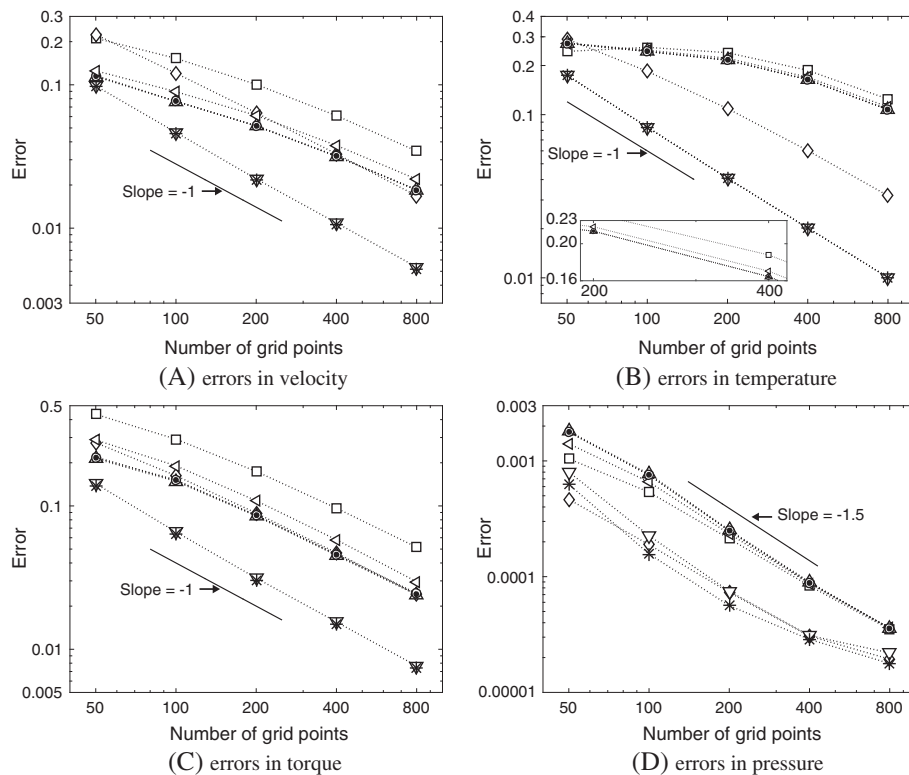 0.3
0.1
0.01
0.003
Error
Slope = -1
50 100 200 400 800
Number of grid points
(A) errors in velocity
0.4
0.3
0.2
0.1
0.01
Error
Slope = -1
0.23
0.20
0.16
200 400
50 100 200 400 800
Number of grid points
(B) errors in temperature
0.5
0.1
0.01
0.005
Error
Slope = -1
50 100 200 400 800
Number of grid points
(C) errors in torque
0.003
0.001
0.0001
0.00001
Error
Slope = -1.5
50 100 200 400 800
Number of grid points
(D) errors in pressure